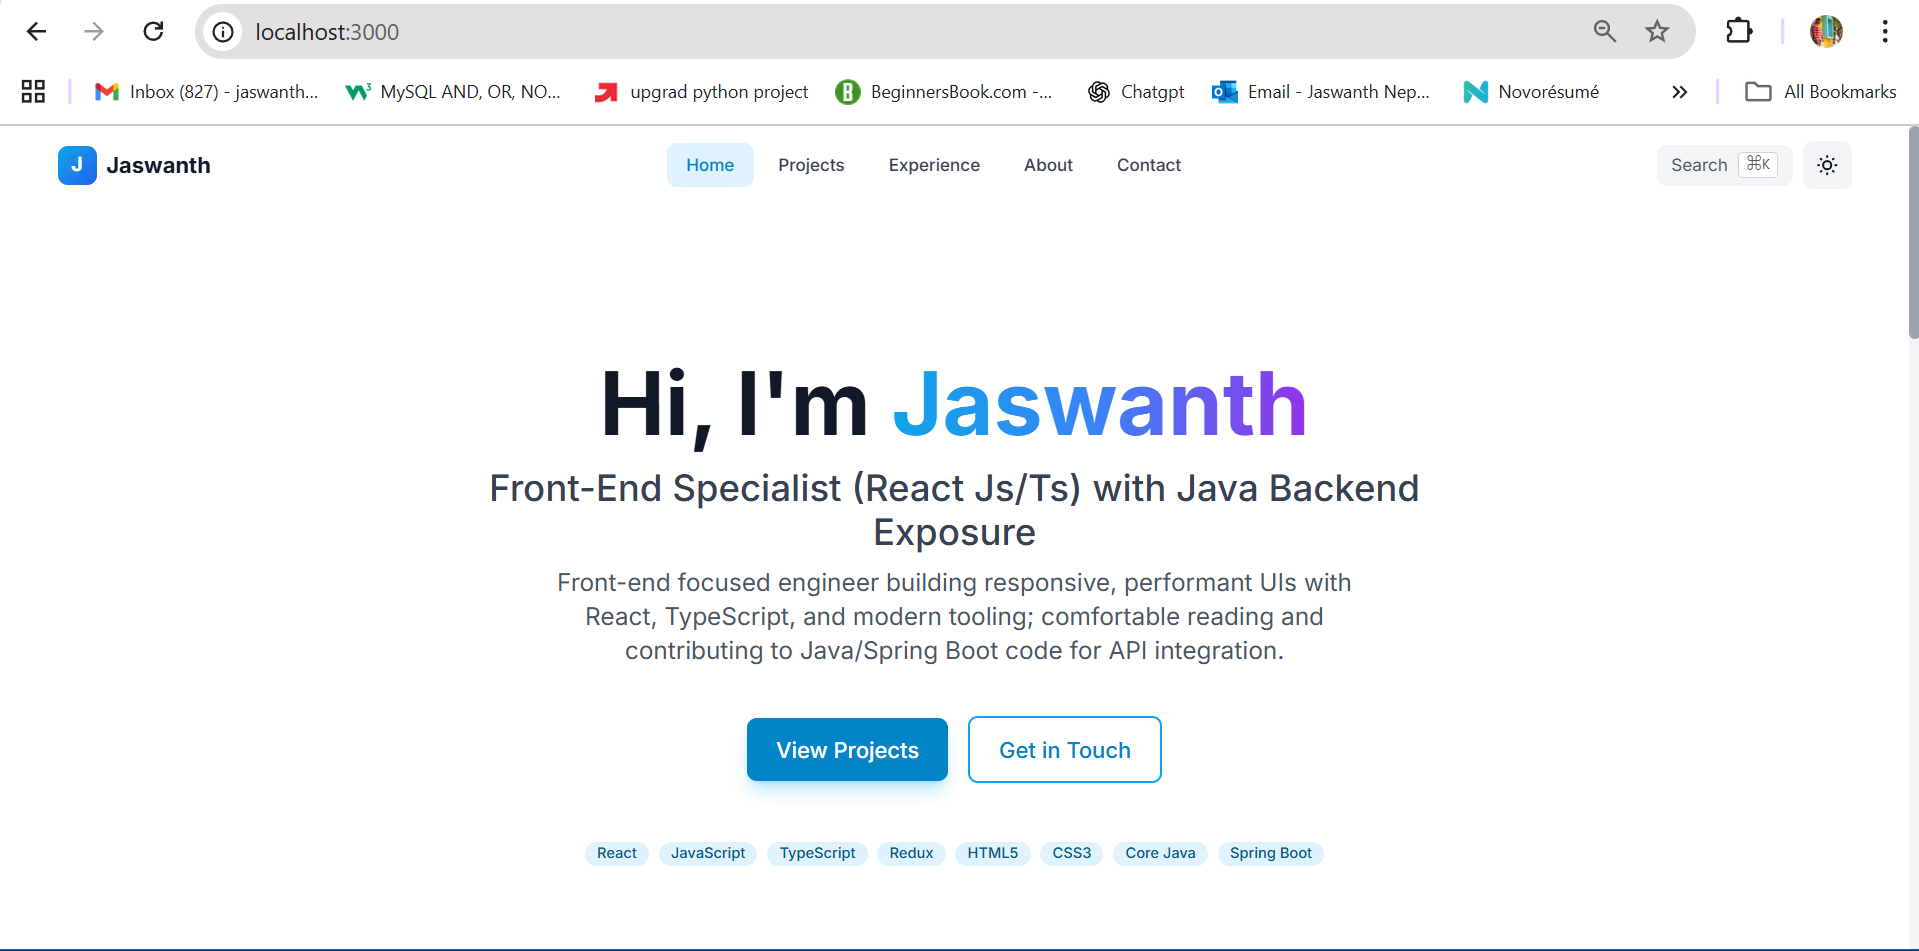 localhost:3000
Inbox (827) - jaswanth... MySQL AND, OR, NO... upgrad python project BeginnersBook.com -... Chatgpt Email - Jaswanth Nep... Novorésumé All Bookmarks
J Jaswanth Home Projects Experience About Contact Search ⌘K
Hi, I'm Jaswanth
Front-End Specialist (React Js/Ts) with Java Backend
Exposure
Front-end focused engineer building responsive, performant UIs with
React, TypeScript, and modern tooling; comfortable reading and
contributing to Java/Spring Boot code for API integration.
View Projects Get in Touch
React JavaScript TypeScript Redux HTML5 CSS3 Core Java Spring Boot